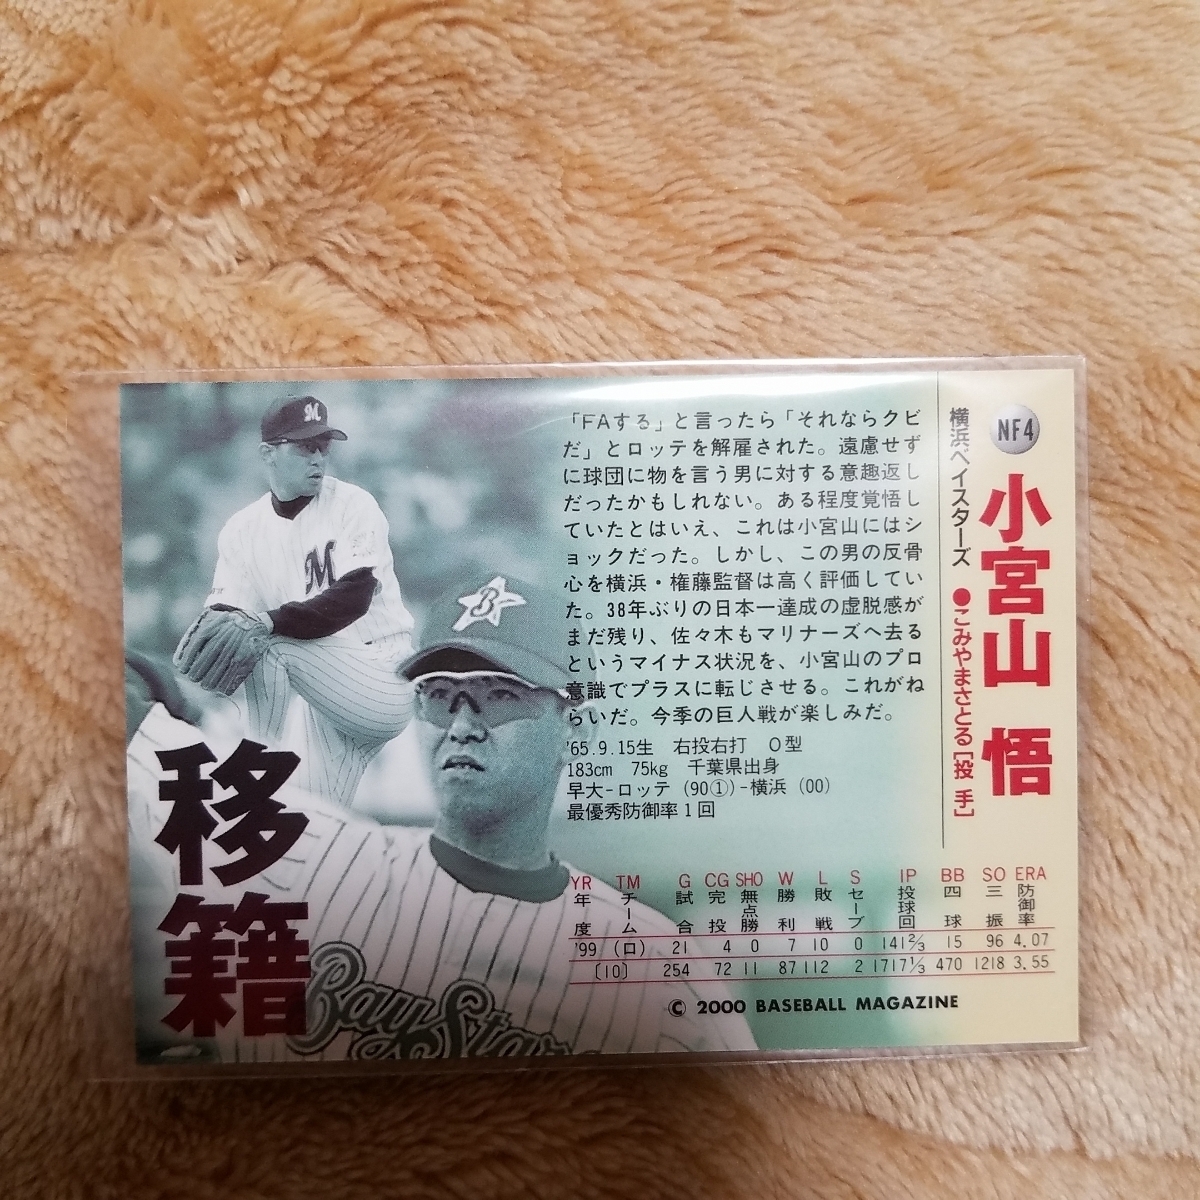 NF4
小宮山 悟
横浜ベイスターズ ●こみやまさとる[投 手]
「FAする」と言ったら「それならクビ
だ」とロッテを解雇された。遠慮せず
に球団に物を言う男に対する意趣返し
だったかもしれない。ある程度覚悟し
ていたとはいえ、これは小宮山にはシ
ョックだった。しかし、この男の反骨
心を横浜・権藤監督は高く評価してい
た。38年ぶりの日本一達成の虚脱感が
まだ残り、佐々木もマリナーズへ去る
というマイナス状況を、小宮山のプロ
意識でプラスに転じさせる。これがね
らいだ。今季の巨人戦が楽しみだ。
'65.9.15生 右投右打 O型
183cm 75kg 千葉県出身
早大-ロッテ（90①）-横浜（00）
最優秀防御率1回
YR TM G CG SHO W L S IP BB SO ERA
年度 チーム 試合 完投 無点勝 勝利 敗戦 セーブ 投球回 四球 三振 防御率
'99 (ロ) 21 4 0 7 10 0 141 2/3 15 96 4.07
〔10〕 254 72 11 87 112 2 1717 1/3 470 1218 3.55
© 2000 BASEBALL MAGAZINE
移籍
M
M
B
BayStars